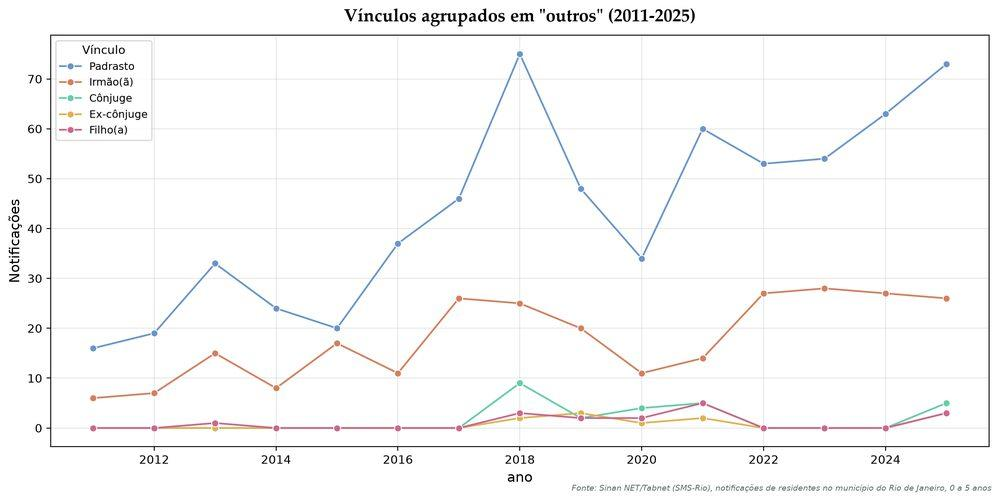 Vínculos agrupados em "outros" (2011-2025)
Vínculo
Padrasto
Irmão(ã)
Cônjuge
Ex-cônjuge
Filho(a)
70
60
50
40
30
20
10
0
Notificações
2012 2014 2016 2018 2020 2022 2024
ano
Fonte: Sinan NET/Tabnet (SMS-Rio), notificações de residentes no município do Rio de Janeiro, 0 a 5 anos